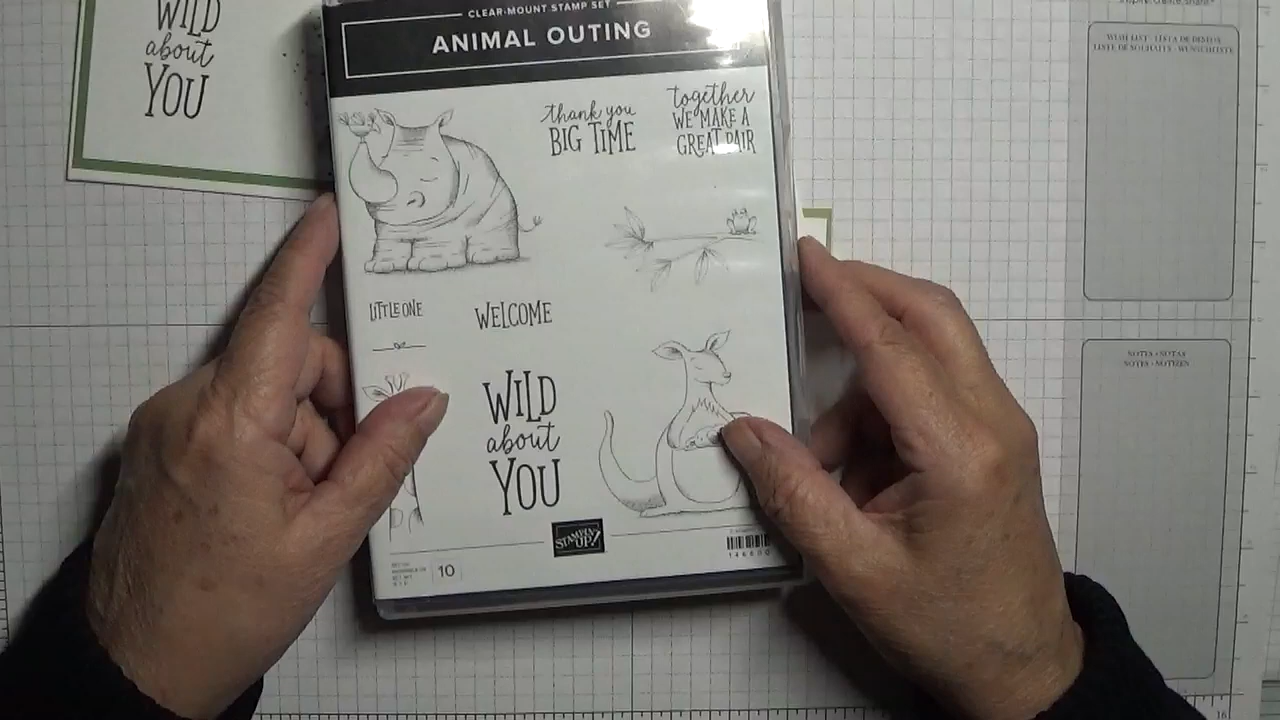 WILD
about
YOU
CLEAR-MOUNT STAMP SET
ANIMAL OUTING
thank you
BIG TIME
together
WE MAKE A
GREAT PAIR
LITTLE ONE
WELCOME
WILD
about
YOU
STAMPIN' UP!
10
146600
WISH LIST • LISTA DE DESEOS
LISTE DE SOUHAITS • WUNSCHLISTE
NOTES • NOTAS
NOTES • NOTIZEN
16